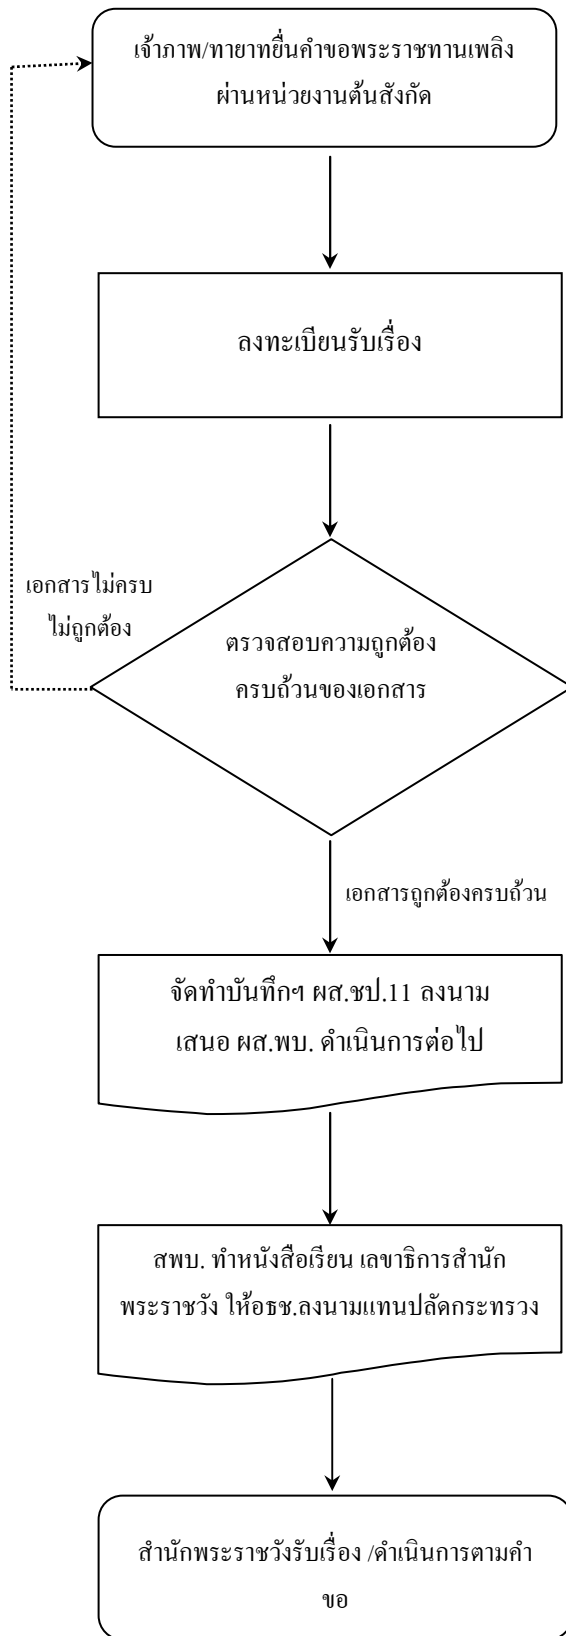 เจ้าภาพ/ทายาทยื่นคำขอพระราชทานเพลิง
ผ่านหน่วยงานต้นสังกัด
ลงทะเบียนรับเรื่อง
เอกสารไม่ครบ
ไม่ถูกต้อง
ตรวจสอบความถูกต้อง
ครบถ้วนของเอกสาร
เอกสารถูกต้องครบถ้วน
จัดทำบันทึกฯ ผส.ชป.11 ลงนาม
เสนอ ผส.พบ. ดำเนินการต่อไป
สพบ. ทำหนังสือเรียน เลขาธิการสำนัก
พระราชวัง ให้อธช.ลงนามแทนปลัดกระทรวง
สำนักพระราชวังรับเรื่อง /ดำเนินการตามคำ
ขอ